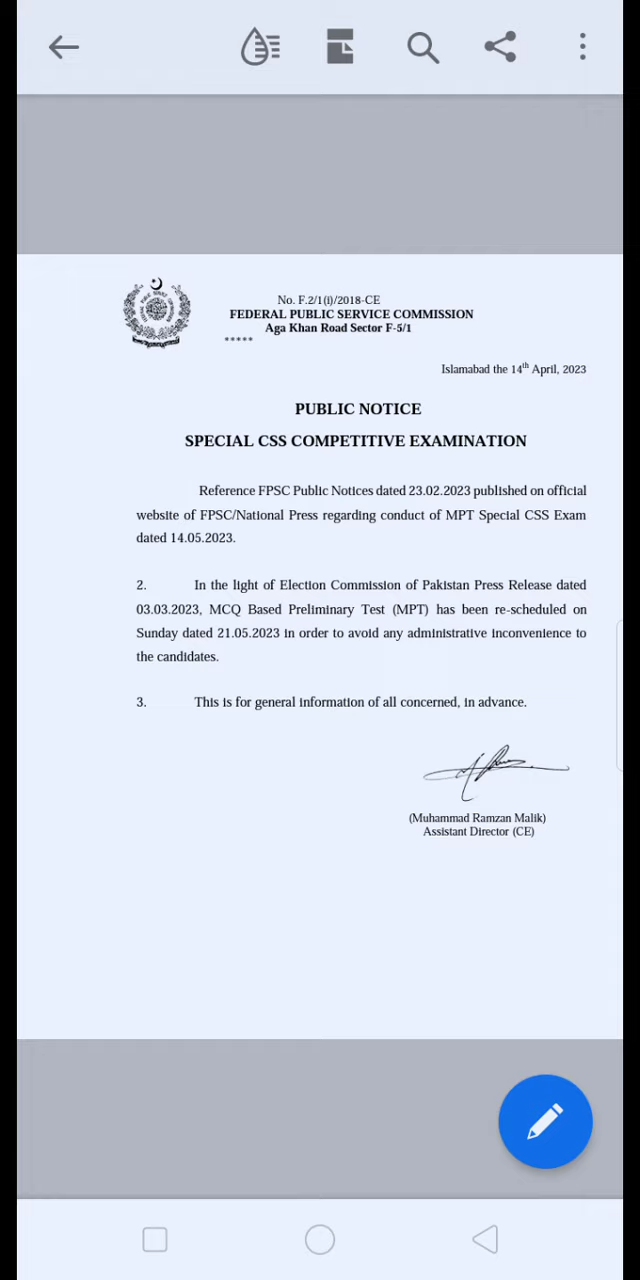 No. F.2/1(i)/2018-CE
FEDERAL PUBLIC SERVICE COMMISSION
Aga Khan Road Sector F-5/1
*****
Islamabad the 14th April, 2023
PUBLIC NOTICE
SPECIAL CSS COMPETITIVE EXAMINATION
Reference FPSC Public Notices dated 23.02.2023 published on official
website of FPSC/National Press regarding conduct of MPT Special CSS Exam
dated 14.05.2023.
2. In the light of Election Commission of Pakistan Press Release dated
03.03.2023, MCQ Based Preliminary Test (MPT) has been re-scheduled on
Sunday dated 21.05.2023 in order to avoid any administrative inconvenience to
the candidates.
3. This is for general information of all concerned, in advance.
(Muhammad Ramzan Malik)
Assistant Director (CE)